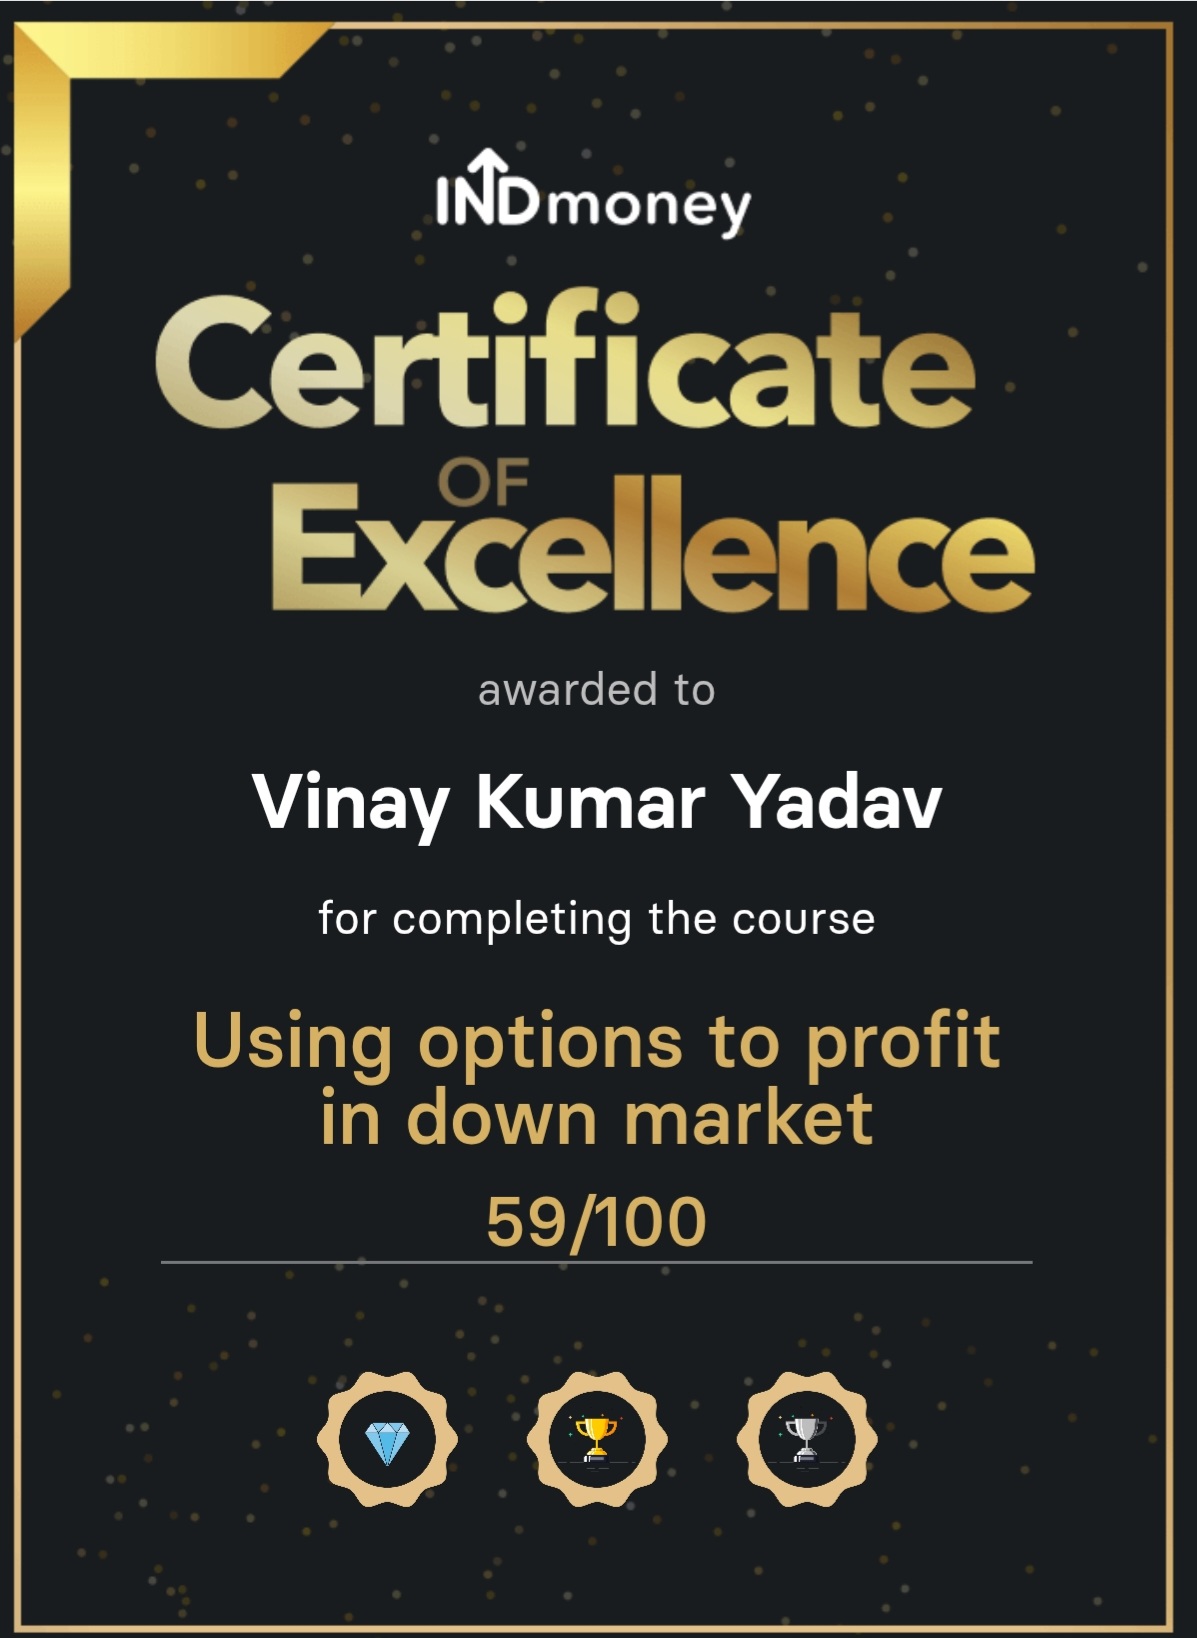 INDmoney
Certificate
OF
Excellence
awarded to
Vinay Kumar Yadav
for completing the course
Using options to profit
in down market
59/100